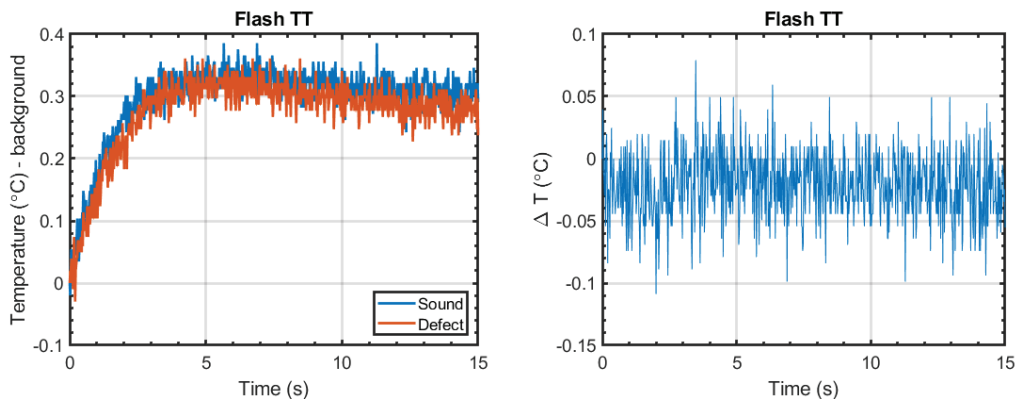 Flash TT
Temperature (°C) - background
0.4
0.3
0.2
0.1
0
-0.1
0
5
10
15
Time (s)
Sound
Defect
Flash TT
Δ T (°C)
0.1
0.05
0
-0.05
-0.1
-0.15
0
5
10
15
Time (s)